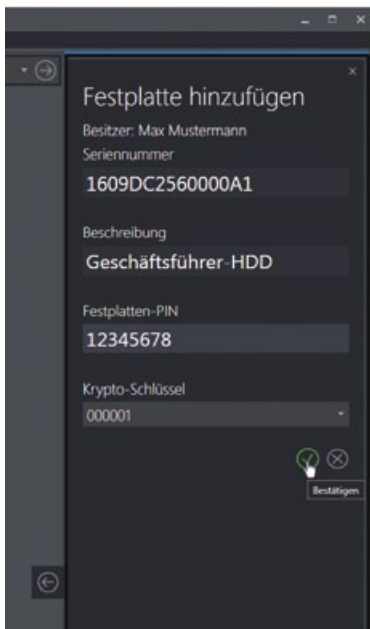 Festplatte hinzufügen
Besitzer: Max Mustermann
Seriennummer
1609DC2560000A1
Beschreibung
Geschäftsführer-HDD
Festplatten-PIN
12345678
Krypto-Schlüssel
000001
Bestätigen